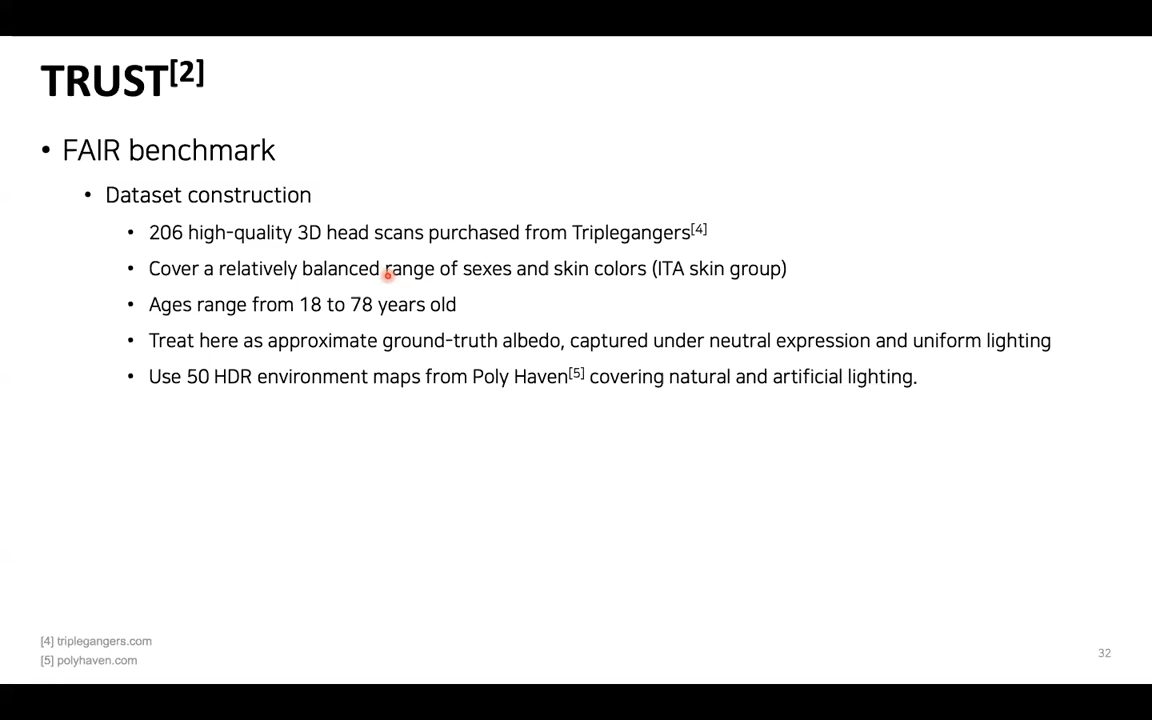 TRUST[2]
• FAIR benchmark
• Dataset construction
• 206 high-quality 3D head scans purchased from Triplegangers[4]
• Cover a relatively balanced range of sexes and skin colors (ITA skin group)
• Ages range from 18 to 78 years old
• Treat here as approximate ground-truth albedo, captured under neutral expression and uniform lighting
• Use 50 HDR environment maps from Poly Haven[5] covering natural and artificial lighting.
[4] triplegangers.com
[5] polyhaven.com
32